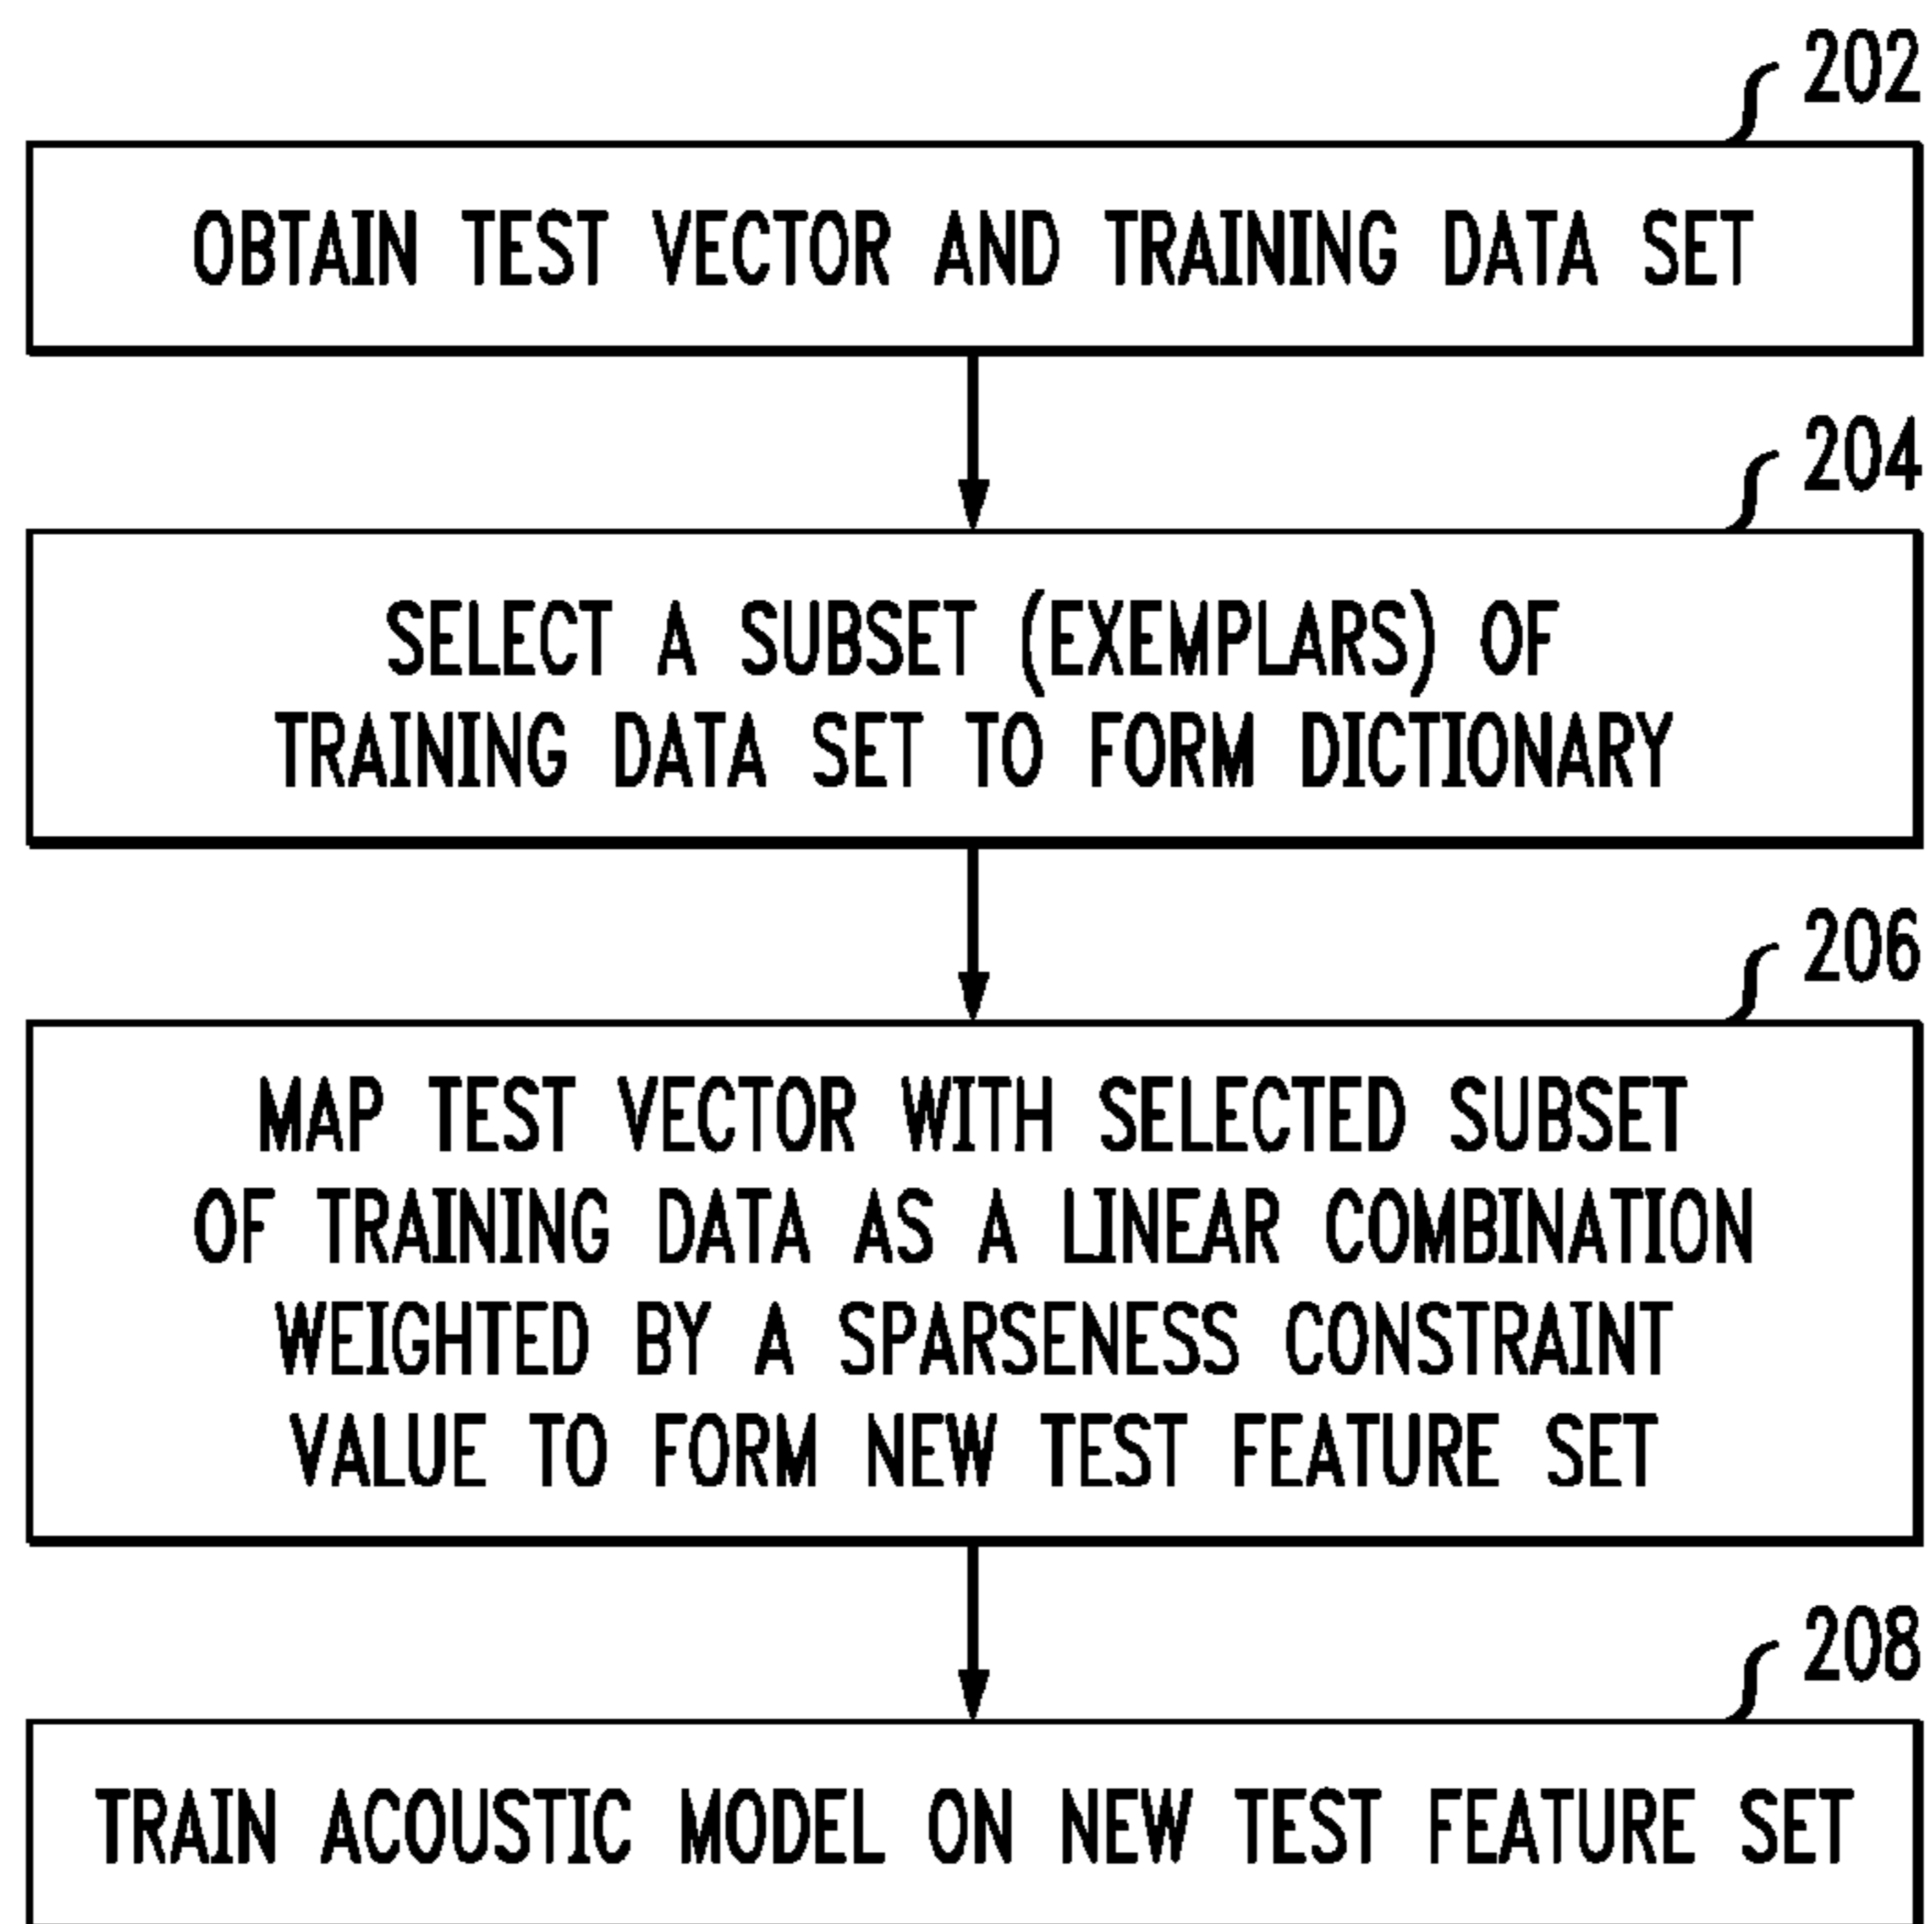 202
OBTAIN TEST VECTOR AND TRAINING DATA SET
204
SELECT A SUBSET (EXEMPLARS) OF
TRAINING DATA SET TO FORM DICTIONARY
206
MAP TEST VECTOR WITH SELECTED SUBSET
OF TRAINING DATA AS A LINEAR COMBINATION
WEIGHTED BY A SPARSENESS CONSTRAINT
VALUE TO FORM NEW TEST FEATURE SET
208
TRAIN ACOUSTIC MODEL ON NEW TEST FEATURE SET